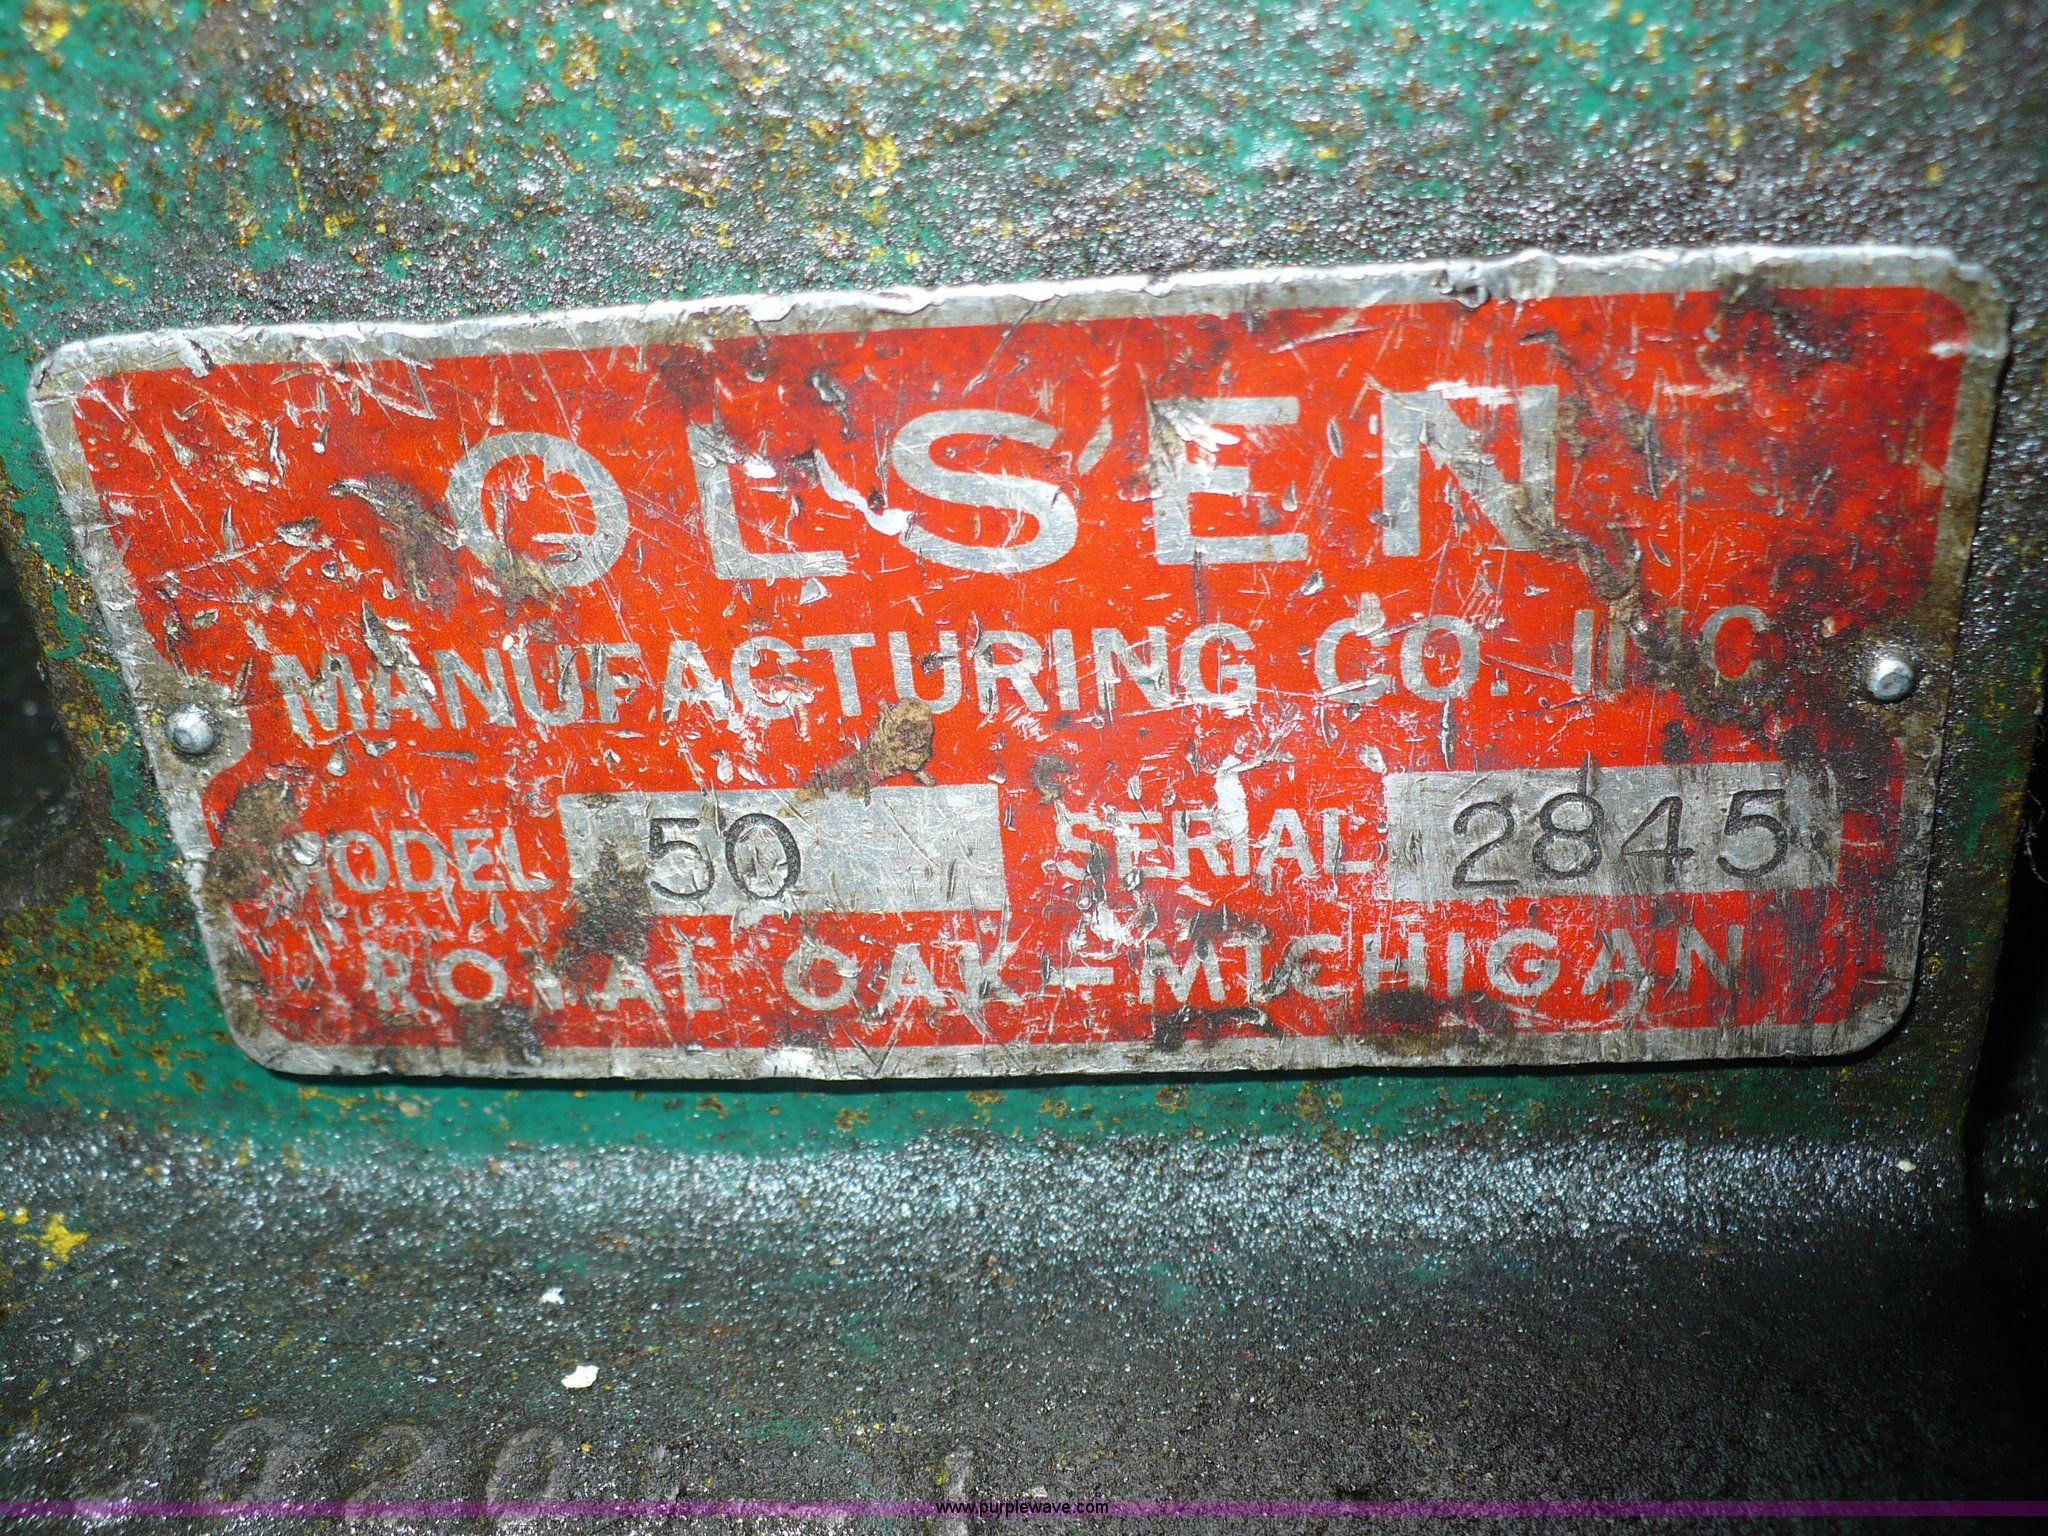 OLSEN
MANUFACTURING CO. INC
MODEL 50 SERIAL 2845
ROYAL OAK-MICHIGAN
www.purplewave.com